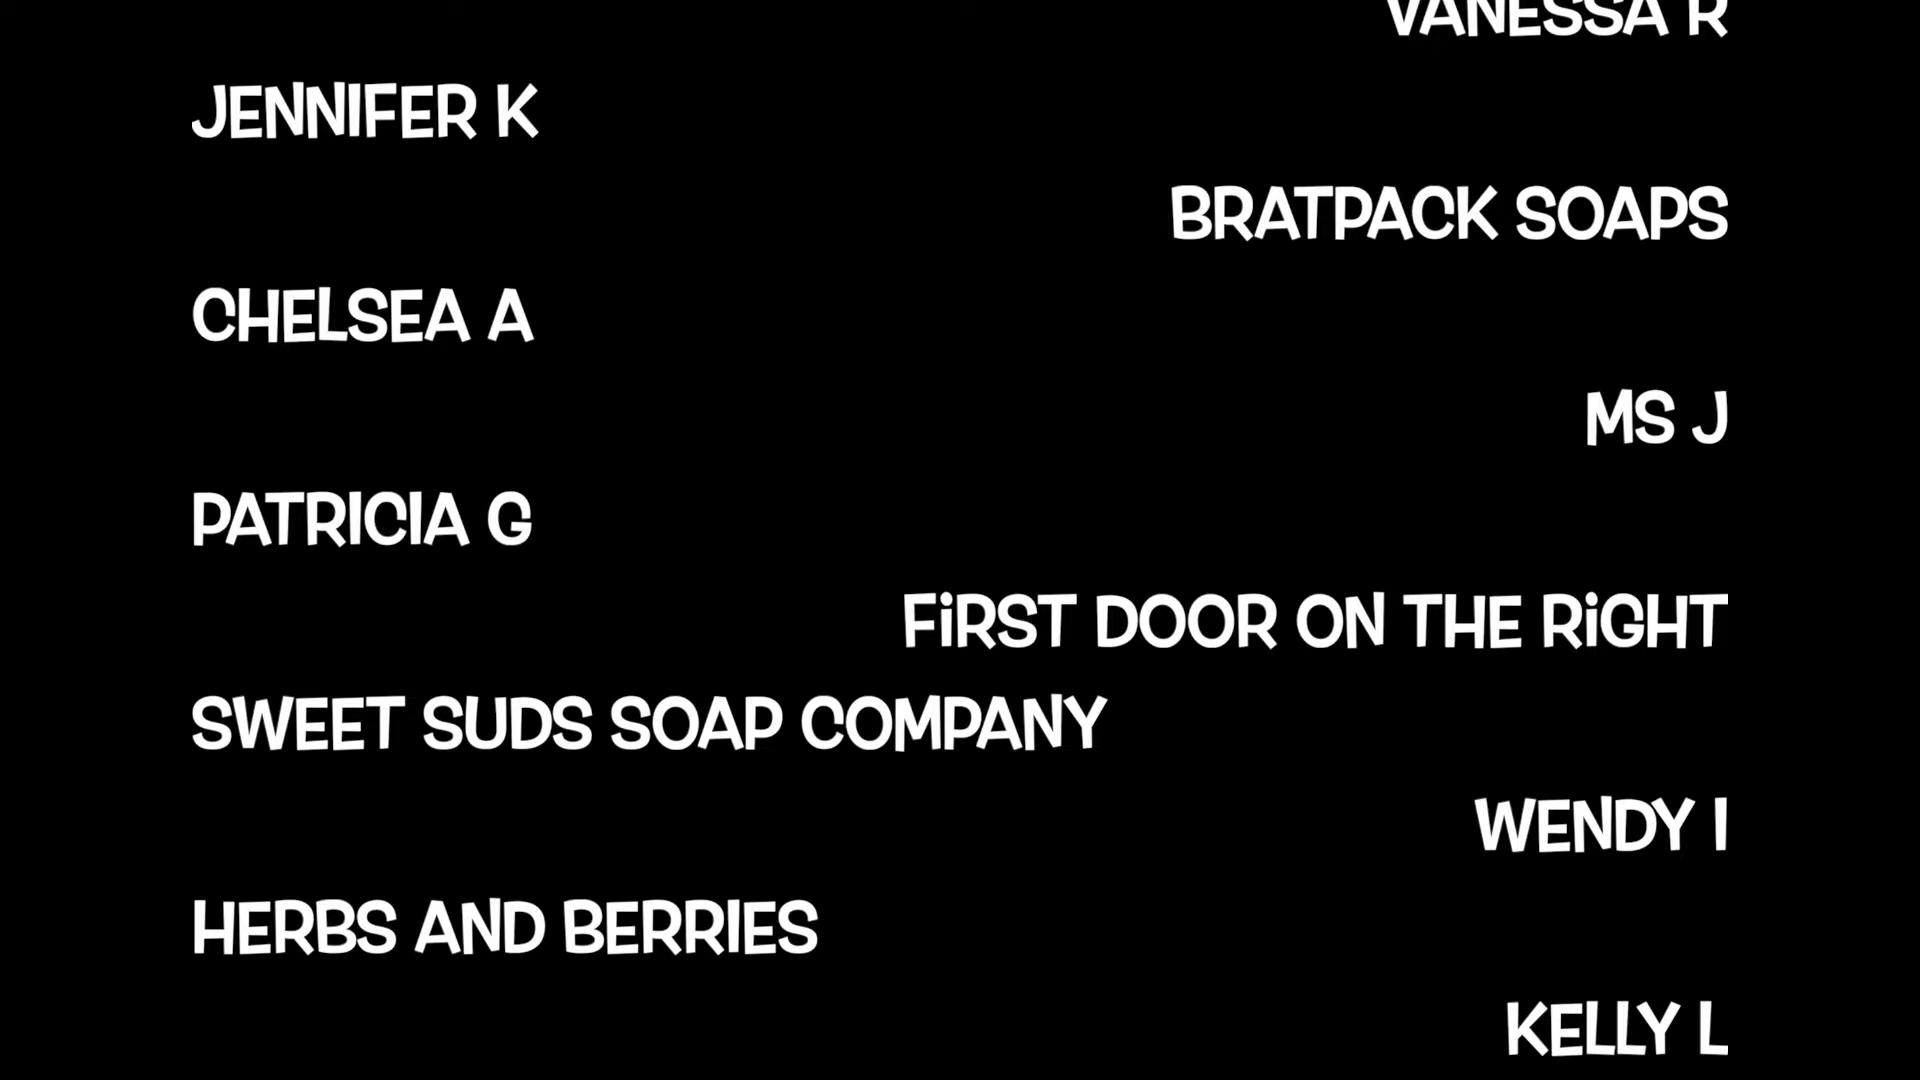 VANESSA R
JENNIFER K
BRATPACK SOAPS
CHELSEA A
MS J
PATRICIA G
FiRST DOOR ON THE RiGHT
SWEET SUDS SOAP COMPANY
WENDY I
HERBS AND BERRIES
KELLY L